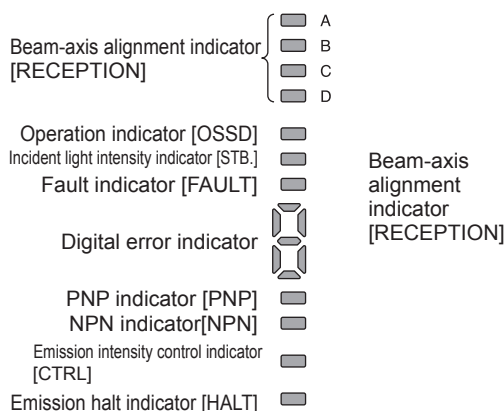 A
Beam-axis alignment indicator
[RECEPTION]
B
C
D
Operation indicator [OSSD]
Incident light intensity indicator [STB.]
Fault indicator [FAULT]
Digital error indicator
PNP indicator [PNP]
NPN indicator[NPN]
Emission intensity control indicator
[CTRL]
Emission halt indicator [HALT]
Beam-axis
alignment
indicator
[RECEPTION]